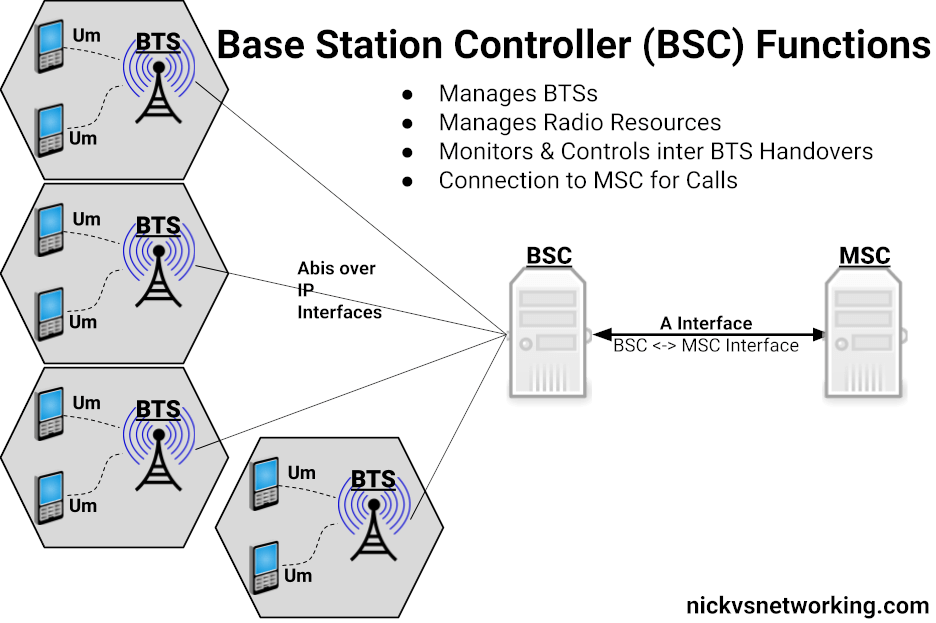 Base Station Controller (BSC) Functions
● Manages BTSs
● Manages Radio Resources
● Monitors & Controls inter BTS Handovers
● Connection to MSC for Calls
Um
BTS
Um
Um
BTS
Um
Um
BTS
Um
Um
BTS
Um
Abis over
IP
Interfaces
BSC
MSC
A Interface
BSC <-> MSC Interface
nickvsnetworking.com